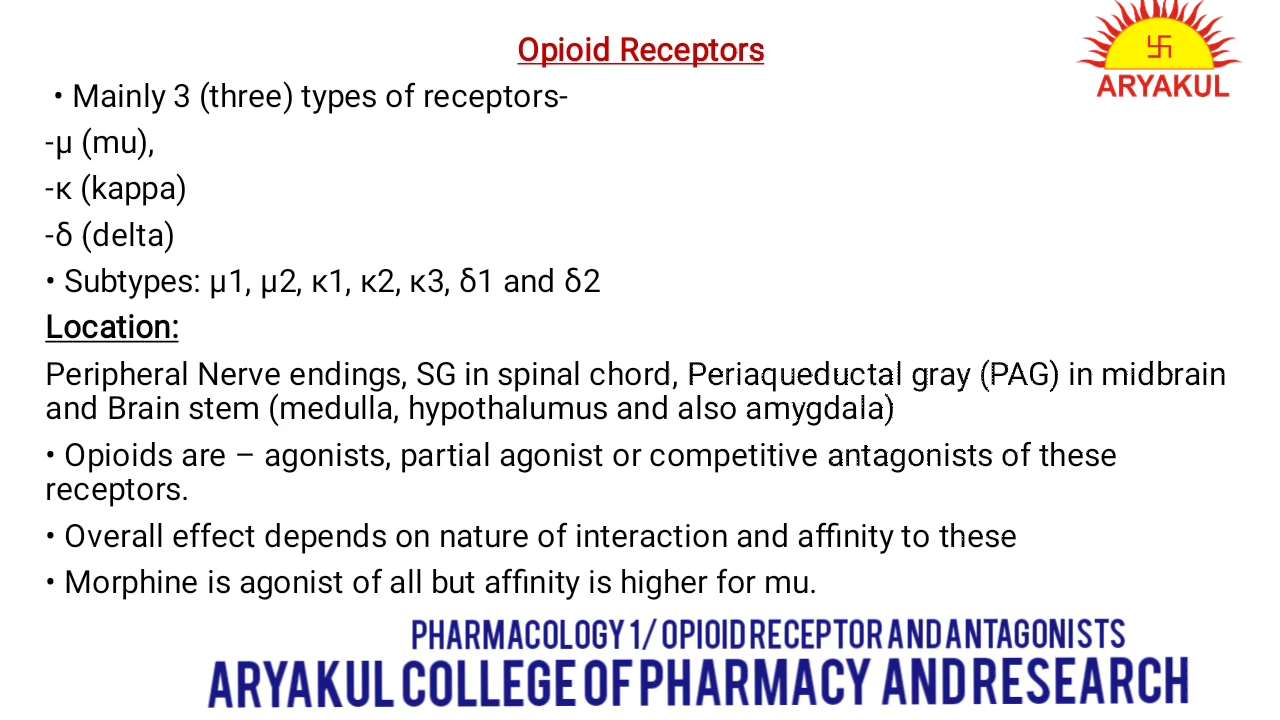 Opioid Receptors
卐
ARYAKUL
• Mainly 3 (three) types of receptors-
-µ (mu),
-κ (kappa)
-δ (delta)
• Subtypes: µ1, µ2, κ1, κ2, κ3, δ1 and δ2
Location:
Peripheral Nerve endings, SG in spinal chord, Periaqueductal gray (PAG) in midbrain
and Brain stem (medulla, hypothalumus and also amygdala)
• Opioids are – agonists, partial agonist or competitive antagonists of these
receptors.
• Overall effect depends on nature of interaction and affinity to these
• Morphine is agonist of all but affinity is higher for mu.
PHARMACOLOGY 1/ OPIOID RECEPTOR AND ANTAGONISTS
ARYAKUL COLLEGE OF PHARMACY AND RESEARCH